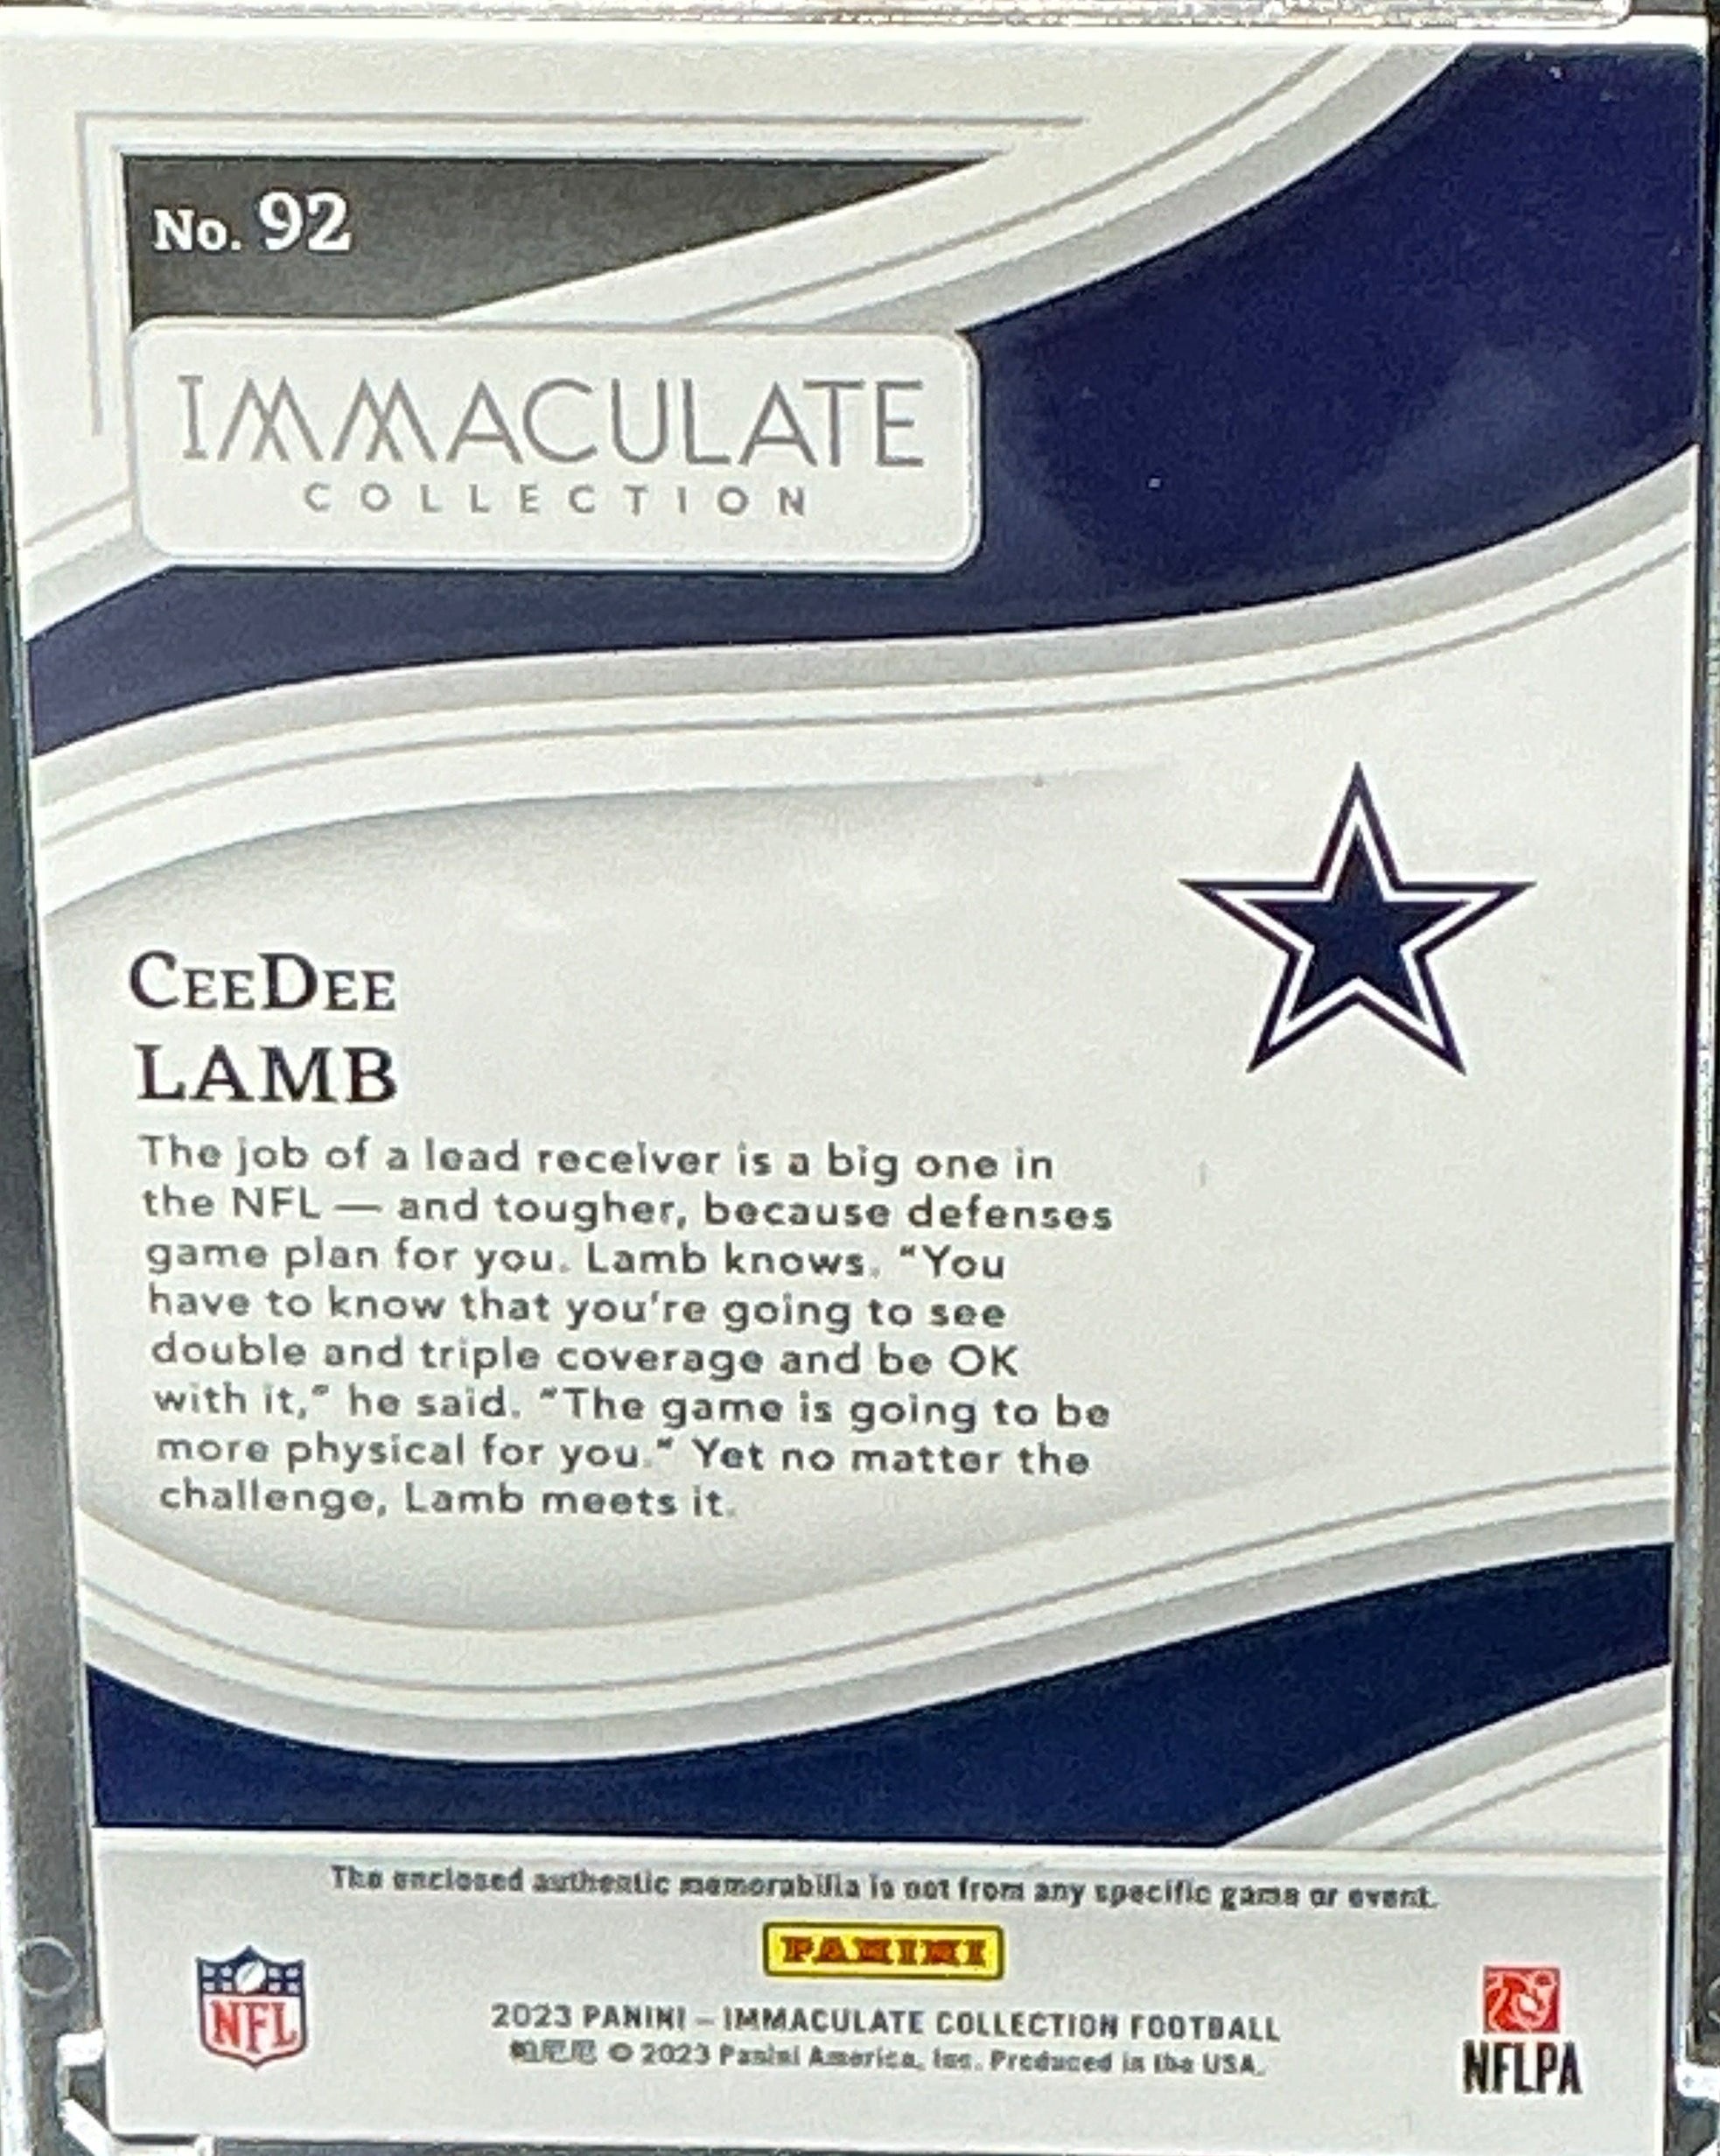 No. 92
IMMACULATE
COLLECTION
CEEDEE
LAMB
The job of a lead receiver is a big one in
the NFL — and tougher, because defenses
game plan for you. Lamb knows. "You
have to know that you're going to see
double and triple coverage and be OK
with it," he said. "The game is going to be
more physical for you." Yet no matter the
challenge, Lamb meets it.
The enclosed authentic memorabilia is not from any specific game or event.
PANINI
NFL
2023 PANINI – IMMACULATE COLLECTION FOOTBALL
帕尼尼 © 2023 Panini America, Inc. Produced in the USA.
NFLPA